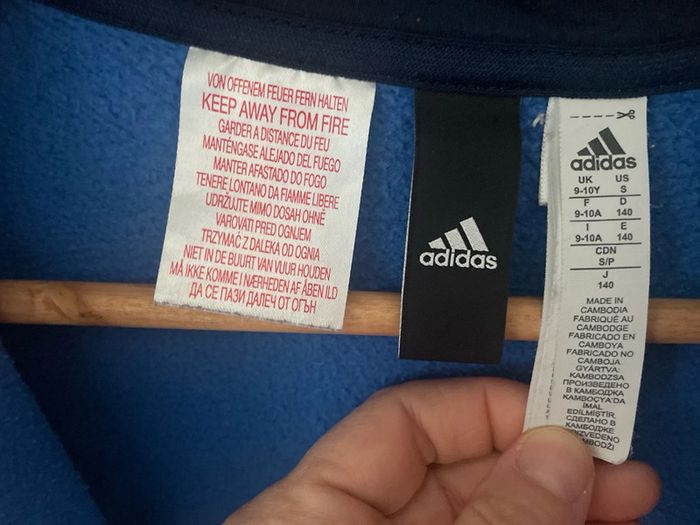 VON OFFENEM FEUER FERN HALTEN
KEEP AWAY FROM FIRE
GARDER A DISTANCE DU FEU
MANTÉNGASE ALEJADO DEL FUEGO
MANTER AFASTADO DO FOGO
TENERE LONTANO DA FIAMME LIBERE
UDRŽUJTE MIMO DOSAH OHNĚ
VAROVATI PRED OGNJEM
TRZYMAĆ Z DALEKA OD OGNIA
NIET IN DE BUURT VAN VUUR HOUDEN
MÅ IKKE KOMME I NÆRHEDEN AF ÅBEN ILD
ДА СЕ ПАЗИ ДАЛЕЧ ОТ ОГЪН
adidas
adidas
UK US
9-10Y S
F D
9-10A 140
I E
9-10A 140
CDN
S/P
J
140
MADE IN
CAMBODIA
FABRIQUÉ AU
CAMBODGE
FABRICADO EN
CAMBOYA
FABRICADO NO
CAMBOJA
GYÁRTVA:
KAMBODZSA
ПРОИЗВЕДЕНО
В КАМБОДЖА
KAMBOÇYA'DA
İMAL
EDİLMİŞTİR.
СДЕЛАНО В
КАМБОДЖЕ